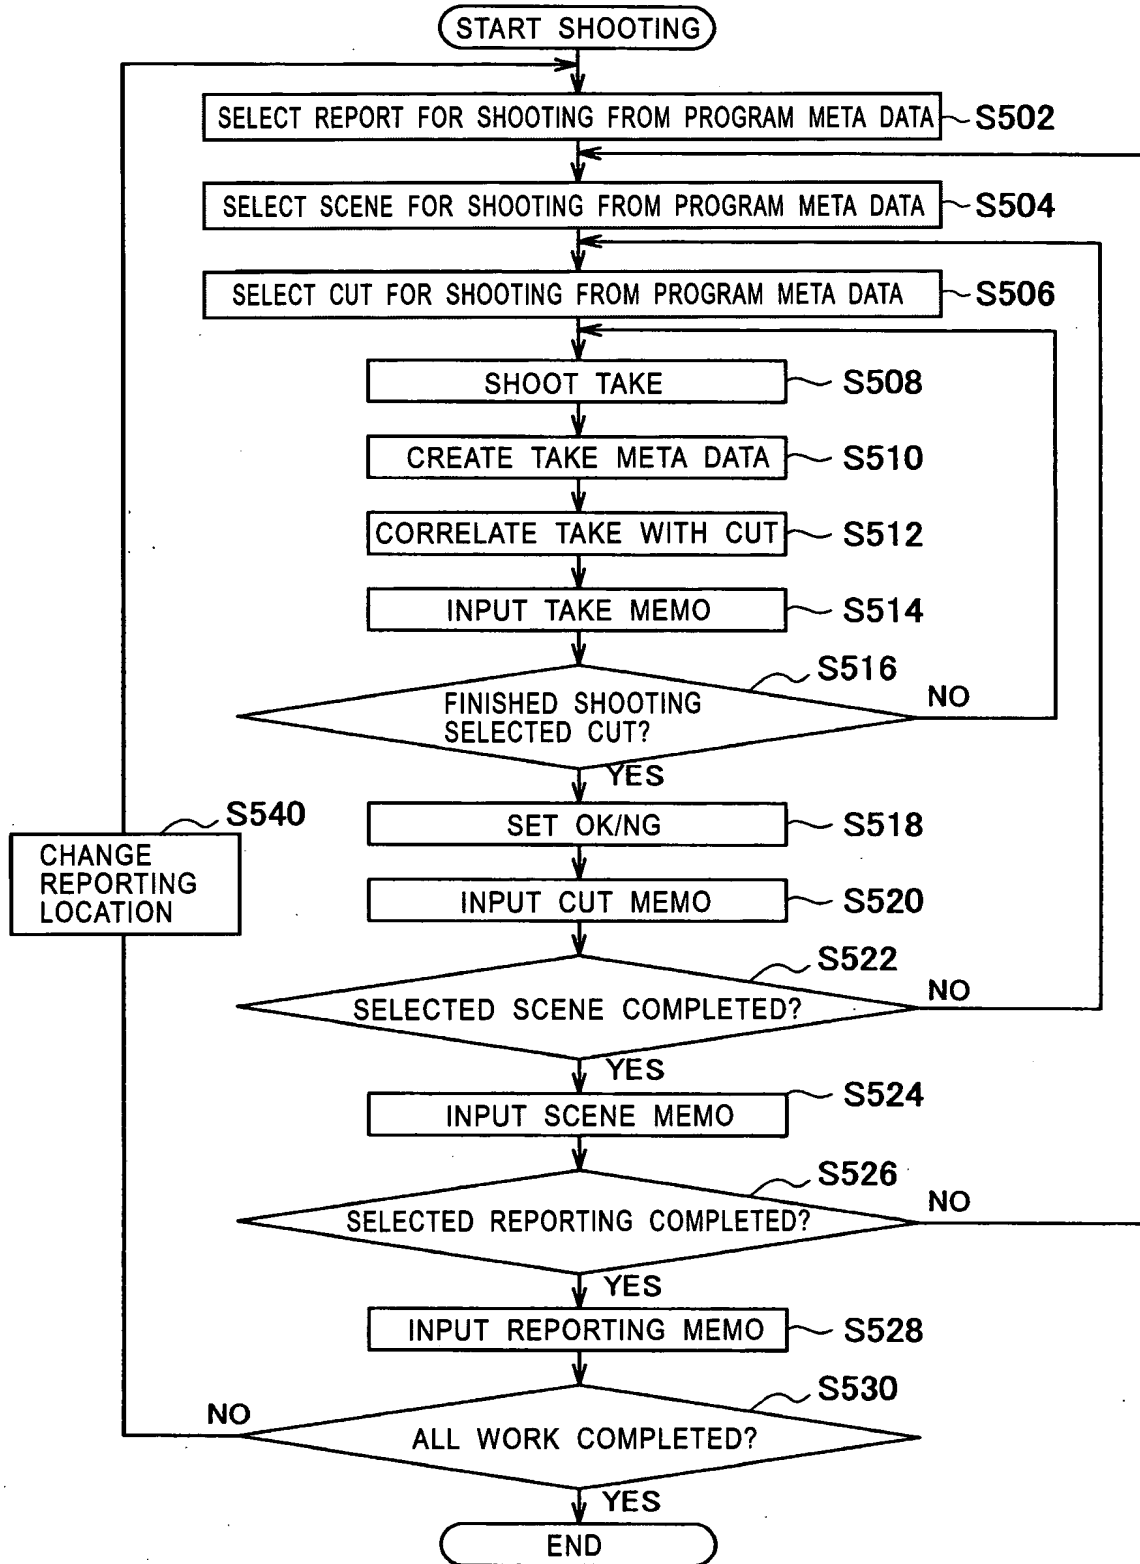 START SHOOTING
SELECT REPORT FOR SHOOTING FROM PROGRAM META DATA
S502
SELECT SCENE FOR SHOOTING FROM PROGRAM META DATA
S504
SELECT CUT FOR SHOOTING FROM PROGRAM META DATA
S506
SHOOT TAKE
S508
CREATE TAKE META DATA
S510
CORRELATE TAKE WITH CUT
S512
INPUT TAKE MEMO
S514
S516
FINISHED SHOOTING
SELECTED CUT?
NO
YES
SET OK/NG
S518
S540
CHANGE
REPORTING
LOCATION
INPUT CUT MEMO
S520
S522
SELECTED SCENE COMPLETED?
NO
YES
INPUT SCENE MEMO
S524
S526
SELECTED REPORTING COMPLETED?
NO
YES
INPUT REPORTING MEMO
S528
S530
NO
ALL WORK COMPLETED?
YES
END